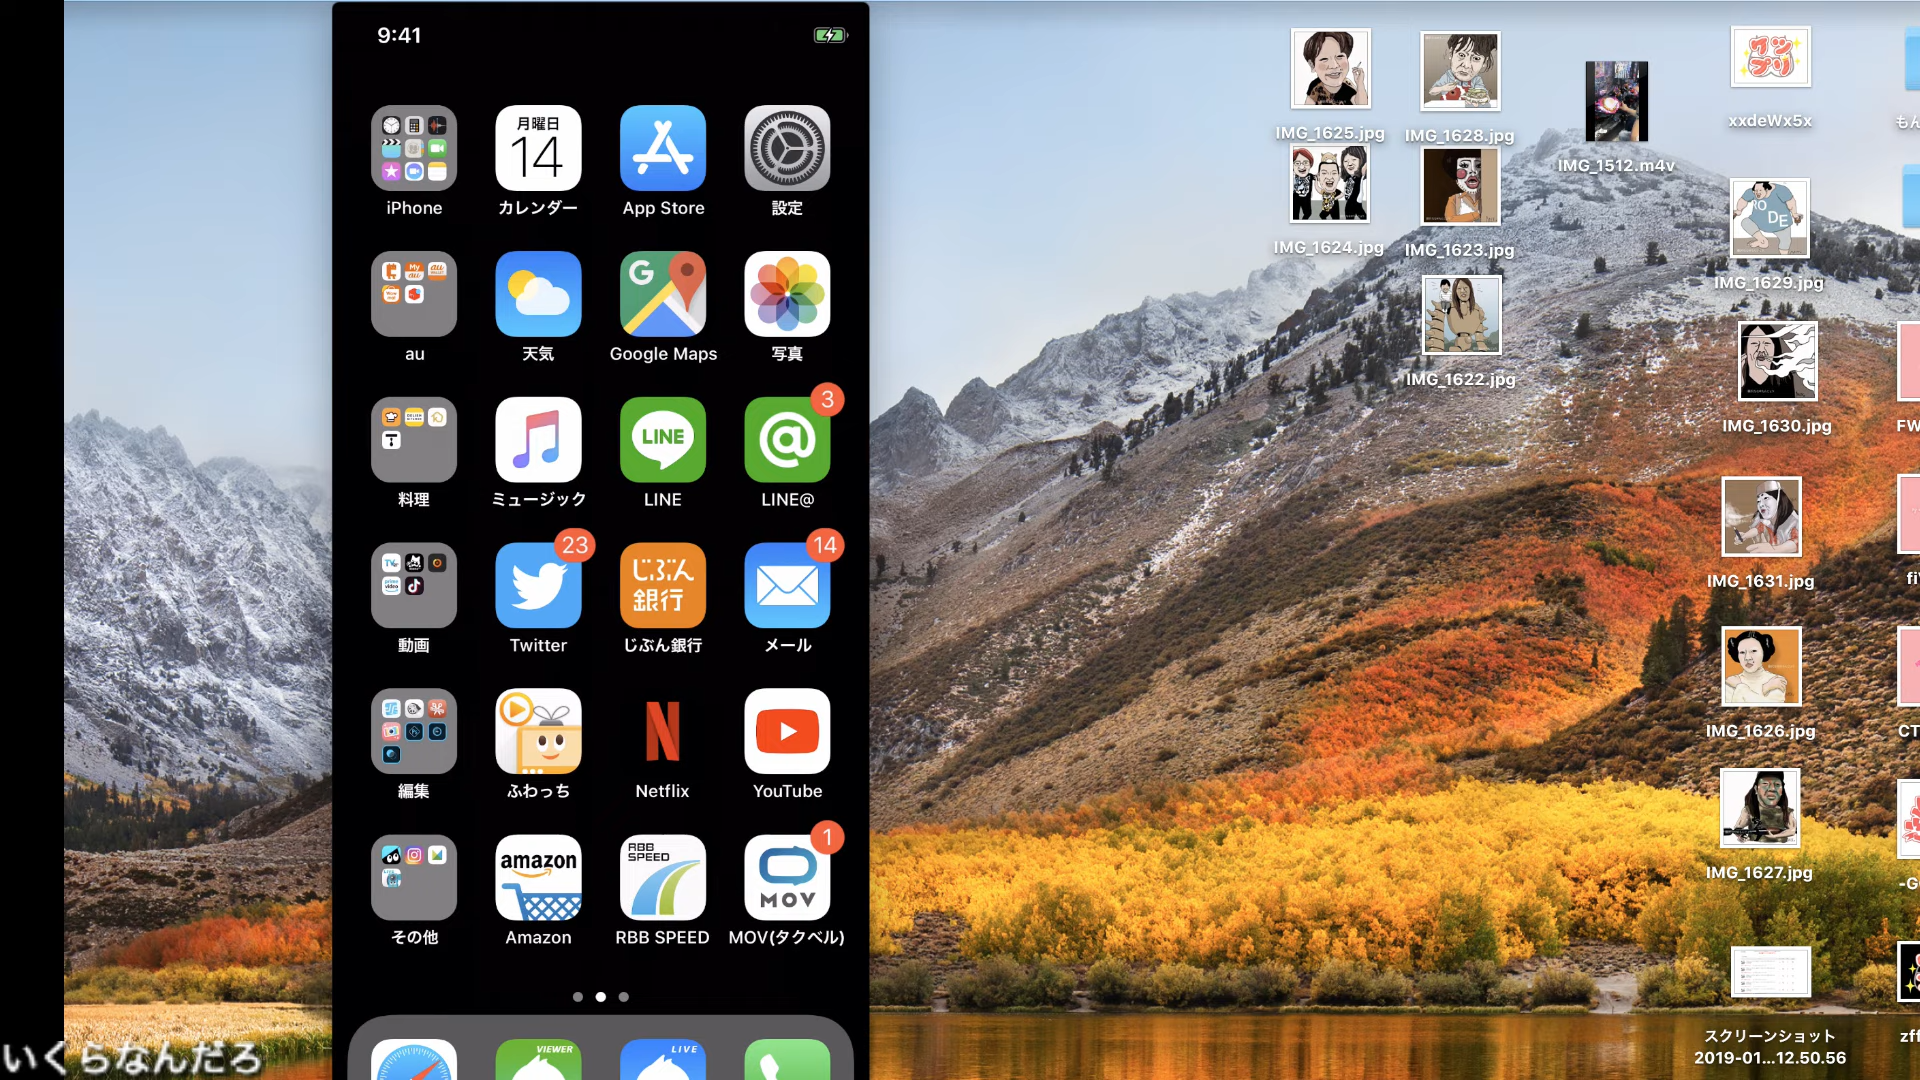 9:41
月曜日
14
iPhone
カレンダー
App Store
設定
au
天気
Google Maps
写真
3
LINE
料理
ミュージック
LINE
LINE@
23
じぶん
銀行
14
動画
Twitter
じぶん銀行
メール
編集
ふわっち
Netflix
YouTube
amazon
RBB
SPEED
1
MOV
その他
Amazon
RBB SPEED
MOV(タクベル)
VIEWER
LIVE
いくらなんだろ
IMG_1625.jpg
IMG_1628.jpg
IMG_1512.m4v
xxdeWx5x
もん
IMG_1624.jpg
IMG_1623.jpg
RODE
IMG_1629.jpg
IMG_1622.jpg
IMG_1630.jpg
FW
IMG_1631.jpg
IMG_1626.jpg
CT
IMG_1627.jpg
スクリーンショット
2019-01...12.50.56